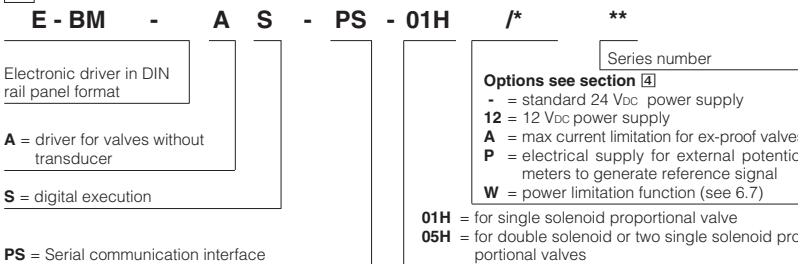 E - BM - A S - PS - 01H /* **
Series number
Electronic driver in DIN
rail panel format
Options see section 4
- = standard 24 VDC power supply
12 = 12 VDC power supply
A = driver for valves without
transducer
A = max current limitation for ex-proof valves
P = electrical supply for external potentio
meters to generate reference signal
S = digital execution
W = power limitation function (see 6.7)
01H = for single solenoid proportional valve
05H = for double solenoid or two single solenoid pro
portional valves
PS = Serial communication interface